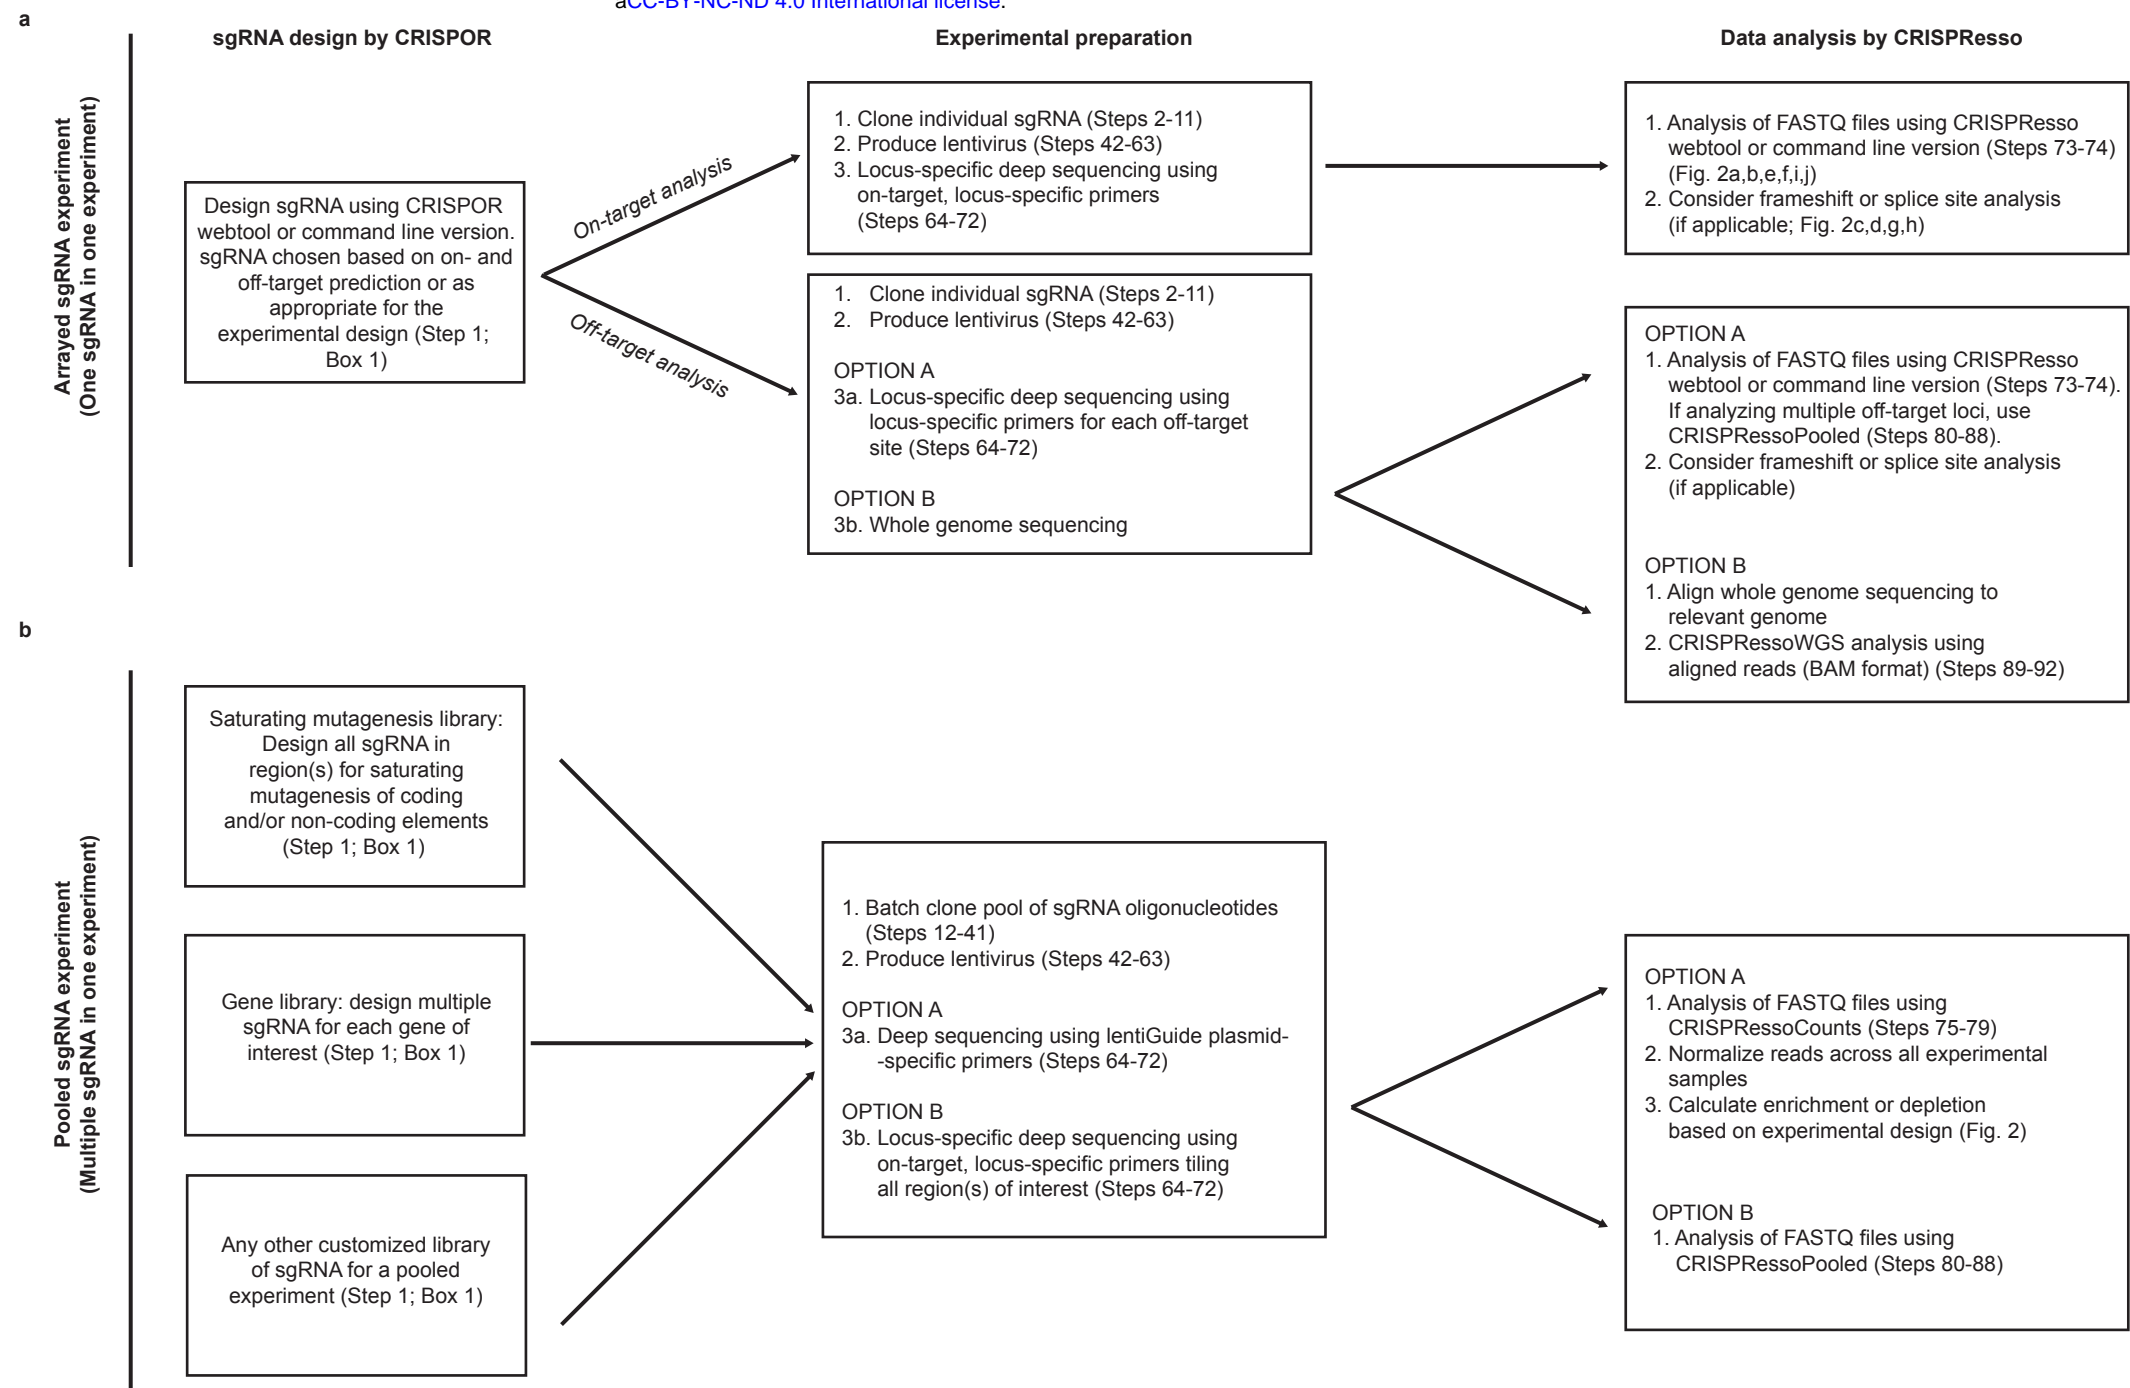 aCC-BY-NC-ND 4.0 International license.
a
sgRNA design by CRISPOR
Experimental preparation
Data analysis by CRISPResso
Arrayed sgRNA experiment
(One sgRNA in one experiment)
Design sgRNA using CRISPOR
webtool or command line version.
sgRNA chosen based on on- and
off-target prediction or as
appropriate for the
experimental design (Step 1;
Box 1)
On-target analysis
Off-target analysis
1. Clone individual sgRNA (Steps 2-11)
2. Produce lentivirus (Steps 42-63)
3. Locus-specific deep sequencing using
on-target, locus-specific primers
(Steps 64-72)
1. Analysis of FASTQ files using CRISPResso
webtool or command line version (Steps 73-74)
(Fig. 2a,b,e,f,i,j)
2. Consider frameshift or splice site analysis
(if applicable; Fig. 2c,d,g,h)
1. Clone individual sgRNA (Steps 2-11)
2. Produce lentivirus (Steps 42-63)
OPTION A
3a. Locus-specific deep sequencing using
locus-specific primers for each off-target
site (Steps 64-72)
OPTION B
3b. Whole genome sequencing
OPTION A
1. Analysis of FASTQ files using CRISPResso
webtool or command line version (Steps 73-74).
If analyzing multiple off-target loci, use
CRISPRessoPooled (Steps 80-88).
2. Consider frameshift or splice site analysis
(if applicable)
OPTION B
1. Align whole genome sequencing to
relevant genome
2. CRISPRessoWGS analysis using
aligned reads (BAM format) (Steps 89-92)
b
Pooled sgRNA experiment
(Multiple sgRNA in one experiment)
Saturating mutagenesis library:
Design all sgRNA in
region(s) for saturating
mutagenesis of coding
and/or non-coding elements
(Step 1; Box 1)
Gene library: design multiple
sgRNA for each gene of
interest (Step 1; Box 1)
Any other customized library
of sgRNA for a pooled
experiment (Step 1; Box 1)
1. Batch clone pool of sgRNA oligonucleotides
(Steps 12-41)
2. Produce lentivirus (Steps 42-63)
OPTION A
3a. Deep sequencing using lentiGuide plasmid-
-specific primers (Steps 64-72)
OPTION B
3b. Locus-specific deep sequencing using
on-target, locus-specific primers tiling
all region(s) of interest (Steps 64-72)
OPTION A
1. Analysis of FASTQ files using
CRISPRessoCounts (Steps 75-79)
2. Normalize reads across all experimental
samples
3. Calculate enrichment or depletion
based on experimental design (Fig. 2)
OPTION B
1. Analysis of FASTQ files using
CRISPRessoPooled (Steps 80-88)